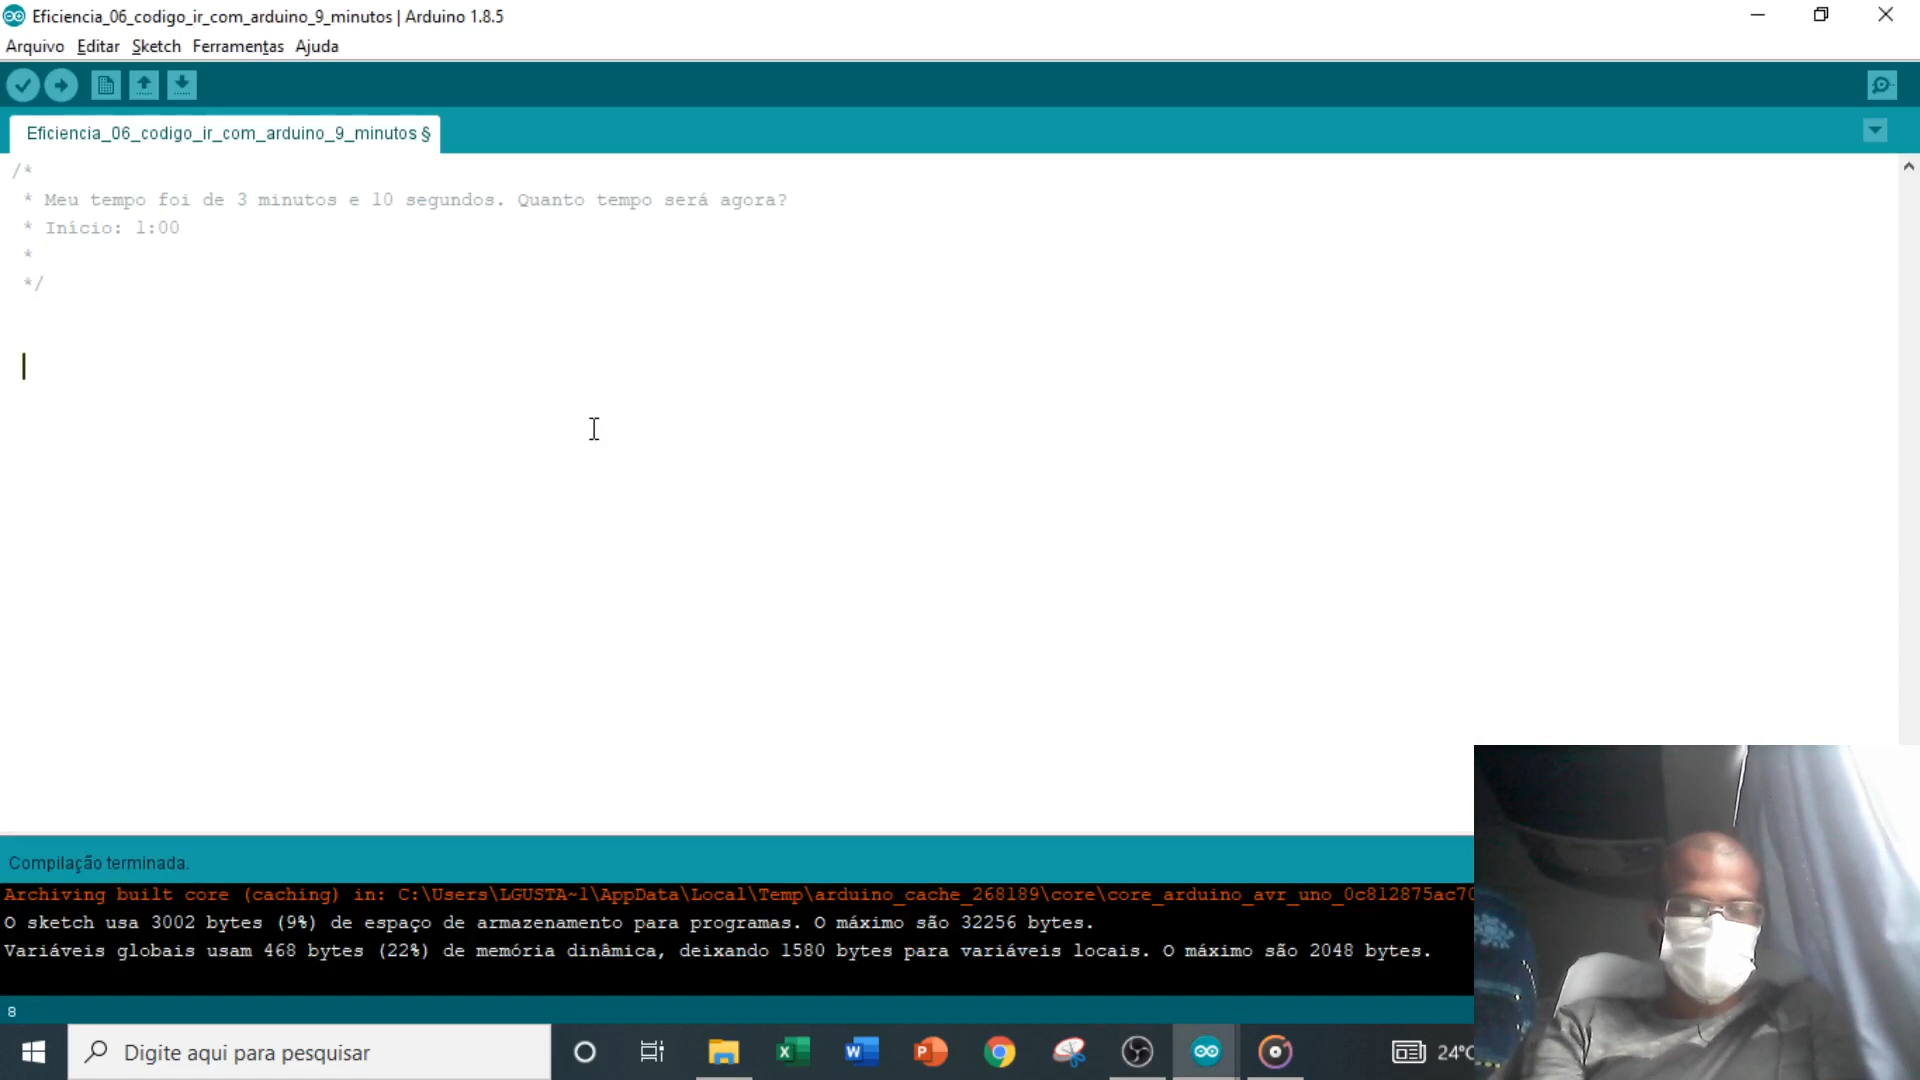 Eficiencia_06_codigo_ir_com_arduino_9_minutos | Arduino 1.8.5
Arquivo Editar Sketch Ferramentas Ajuda
Eficiencia_06_codigo_ir_com_arduino_9_minutos §
/*
* Meu tempo foi de 3 minutos e 10 segundos. Quanto tempo será agora?
* Início: 1:00
*
*/
Compilação terminada.
Archiving built core (caching) in: C:\Users\LGUSTA~1\AppData\Local\Temp\arduino_cache_268189\core\core_arduino_avr_uno_0c812875ac70
O sketch usa 3002 bytes (9%) de espaço de armazenamento para programas. O máximo são 32256 bytes.
Variáveis globais usam 468 bytes (22%) de memória dinâmica, deixando 1580 bytes para variáveis locais. O máximo são 2048 bytes.
8
Digite aqui para pesquisar
24°C